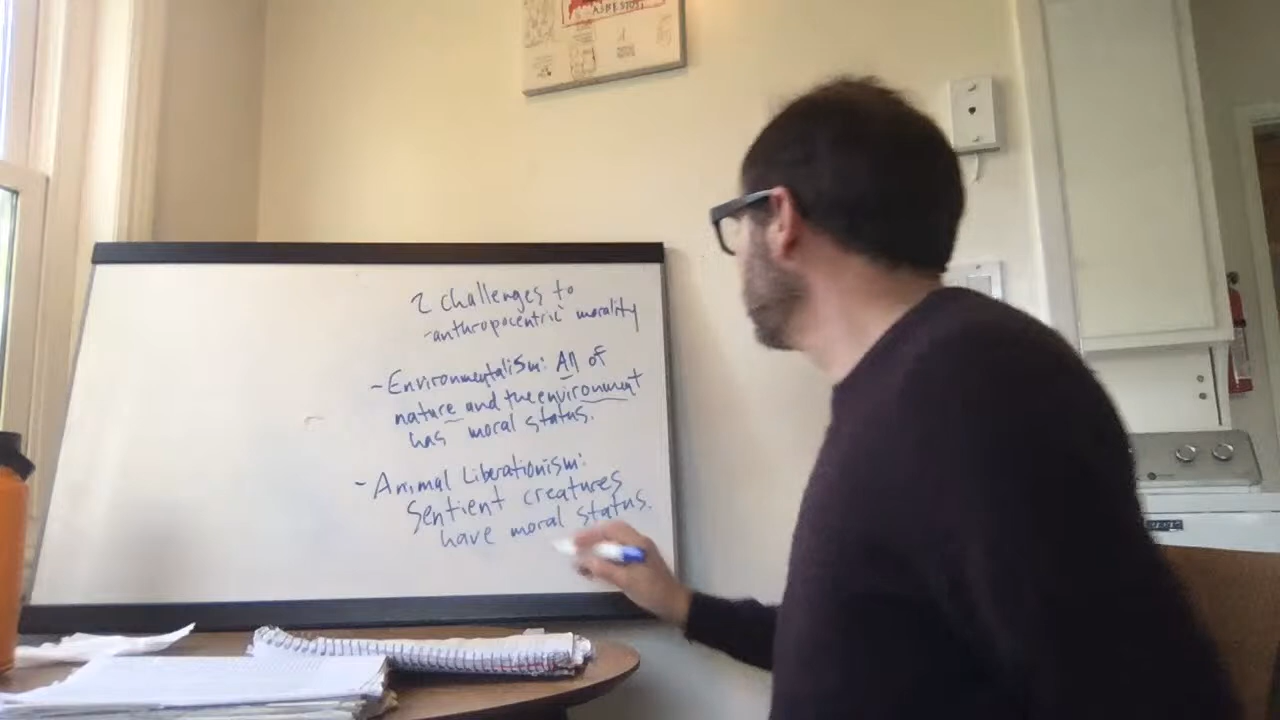 ASBESTOS
2 challenges to
-anthropocentric morality
- Environmentalism: All of
nature and the environment
has moral status.
- Animal Liberationism:
Sentient creatures
have moral status.